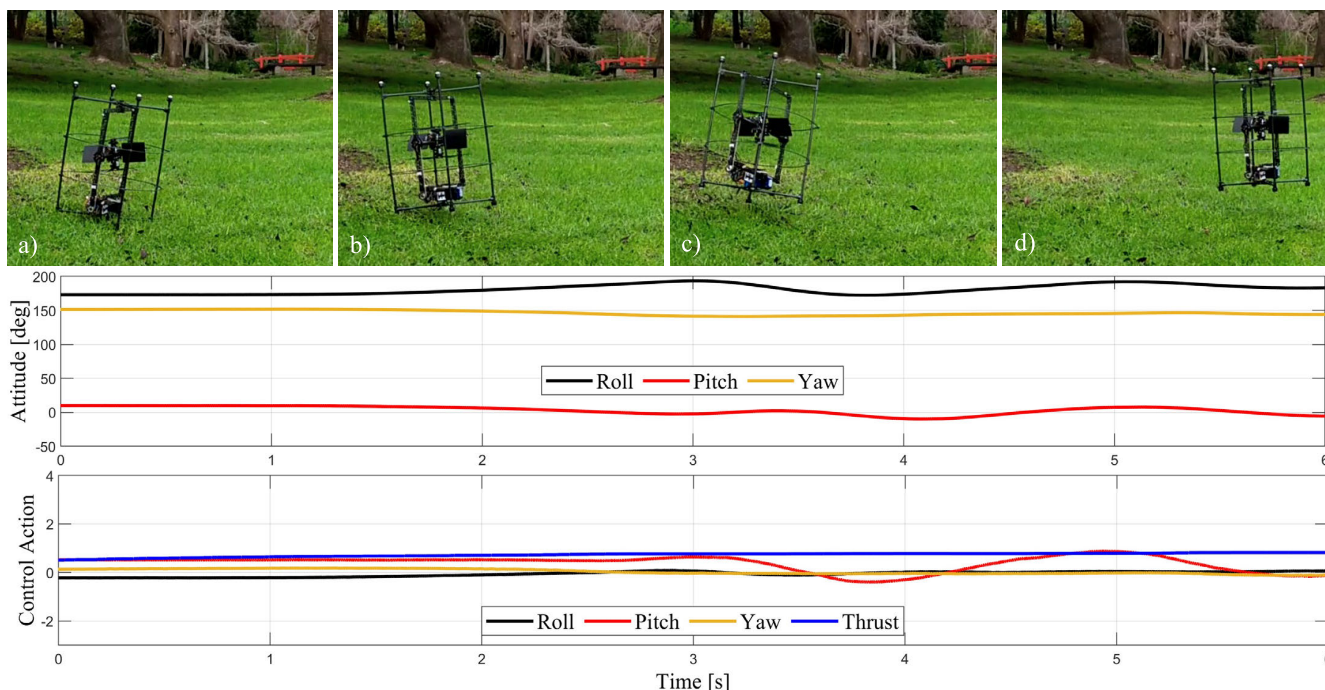 a)
b)
c)
d)
200
150
100
50
0
-50
Attitude [deg]
Roll Pitch Yaw
0 1 2 3 4 5 6
4
2
0
-2
Control Action
Roll Pitch Yaw Thrust
0 1 2 3 4 5
Time [s]